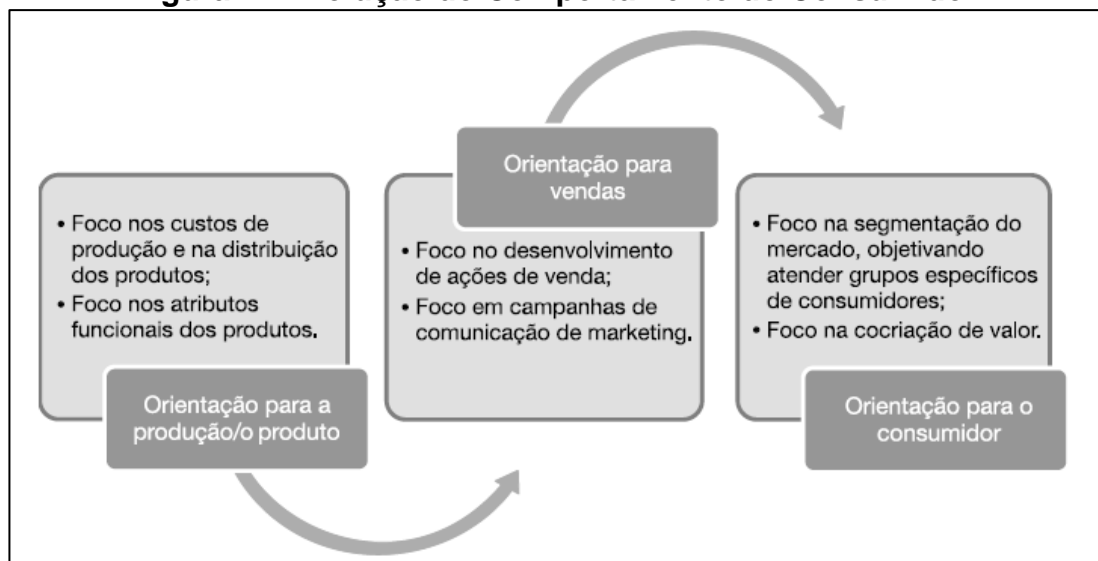 • Foco nos custos de
produção e na distribuição
dos produtos;
• Foco nos atributos
funcionais dos produtos.
Orientação para a
produção/o produto
Orientação para
vendas
• Foco no desenvolvimento
de ações de venda;
• Foco em campanhas de
comunicação de marketing.
• Foco na segmentação do
mercado, objetivando
atender grupos específicos
de consumidores;
• Foco na cocriação de valor.
Orientação para o
consumidor